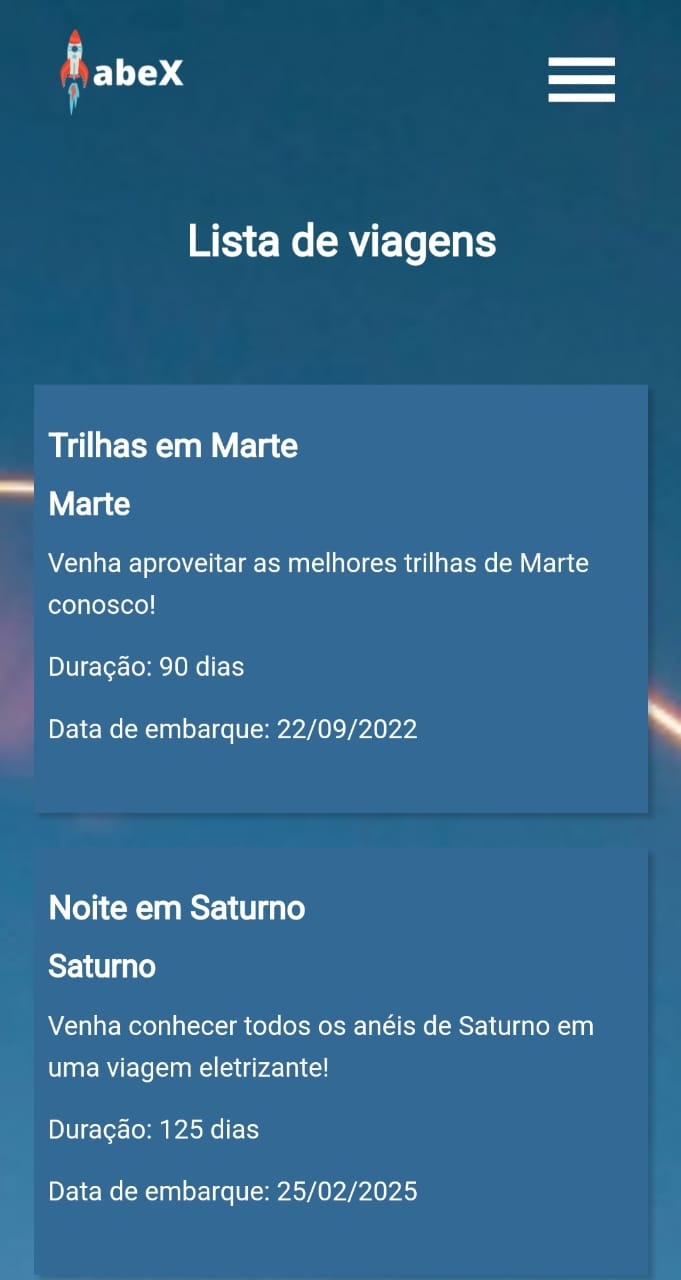 abeX
Lista de viagens
Trilhas em Marte
Marte
Venha aproveitar as melhores trilhas de Marte
conosco!
Duração: 90 dias
Data de embarque: 22/09/2022
Noite em Saturno
Saturno
Venha conhecer todos os anéis de Saturno em
uma viagem eletrizante!
Duração: 125 dias
Data de embarque: 25/02/2025